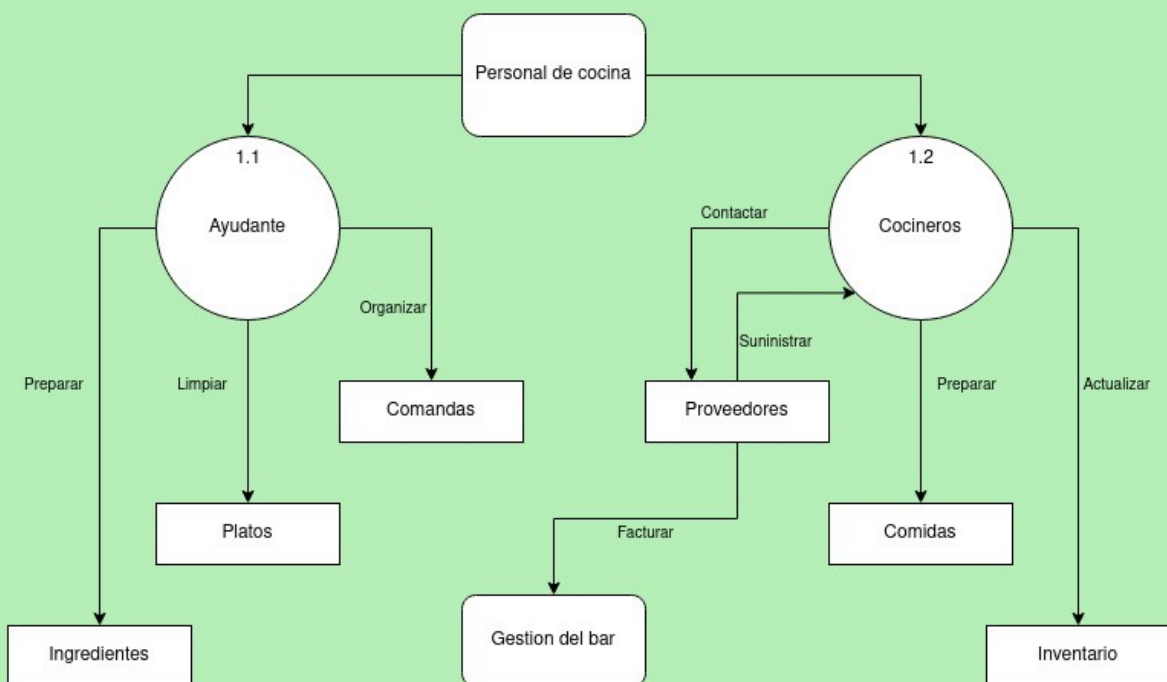 Personal de cocina
1.1
Ayudante
1.2
Cocineros
Contactar
Organizar
Suninistrar
Preparar
Limpiar
Preparar
Actualizar
Comandas
Proveedores
Platos
Facturar
Comidas
Ingredientes
Gestion del bar
Inventario